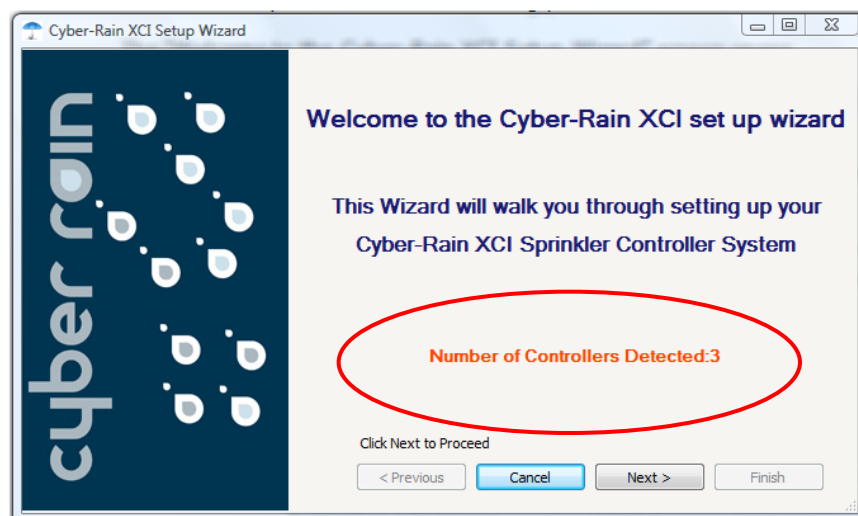 Cyber-Rain XCI Setup Wizard
cyber rain
Welcome to the Cyber-Rain XCI set up wizard
This Wizard will walk you through setting up your
Cyber-Rain XCI Sprinkler Controller System
Number of Controllers Detected:3
Click Next to Proceed
< Previous
Cancel
Next >
Finish